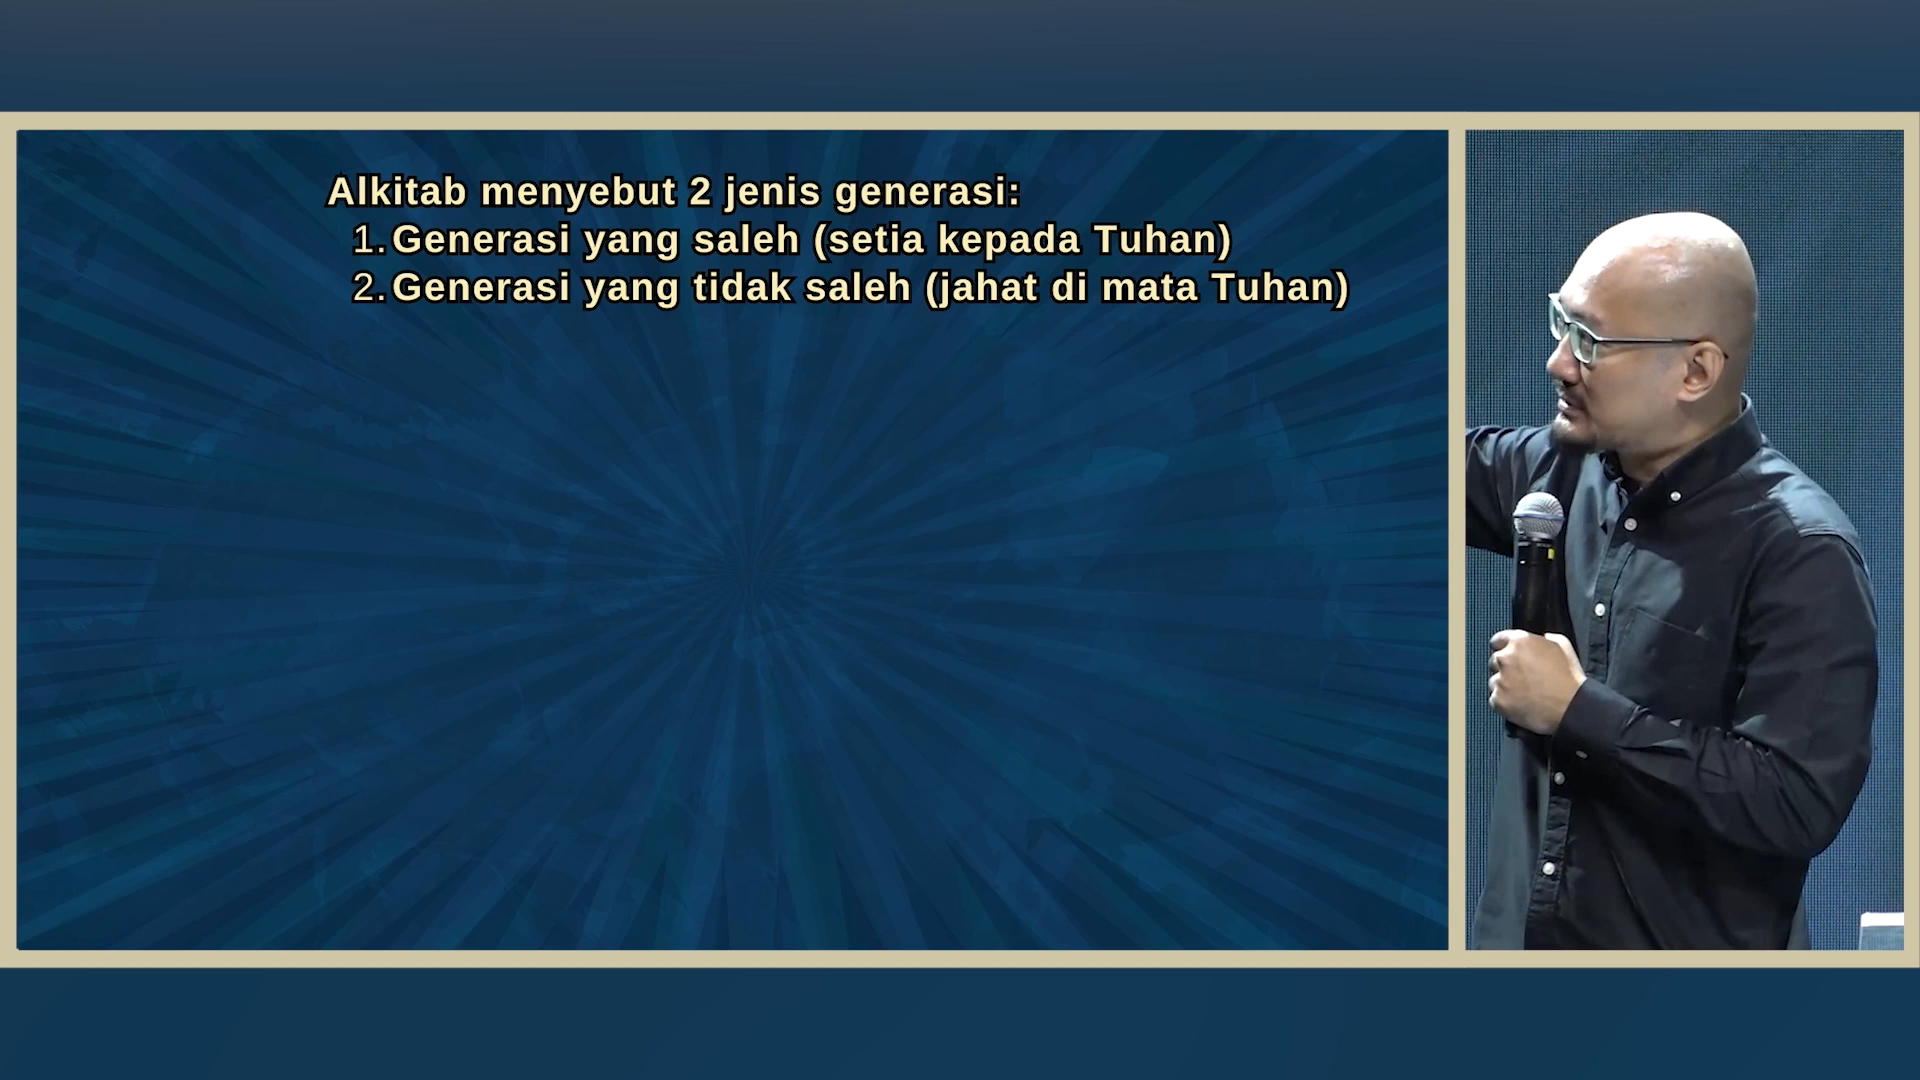 Alkitab menyebut 2 jenis generasi:
1. Generasi yang saleh (setia kepada Tuhan)
2. Generasi yang tidak saleh (jahat di mata Tuhan)